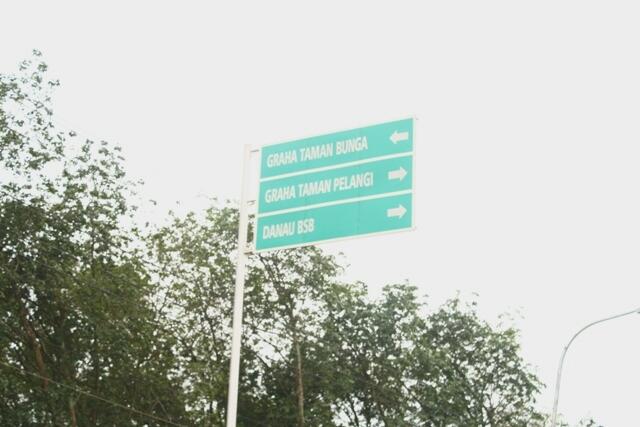 GRAHA TAMAN BUNGA
GRAHA TAMAN PELANGI
DANAU BSB